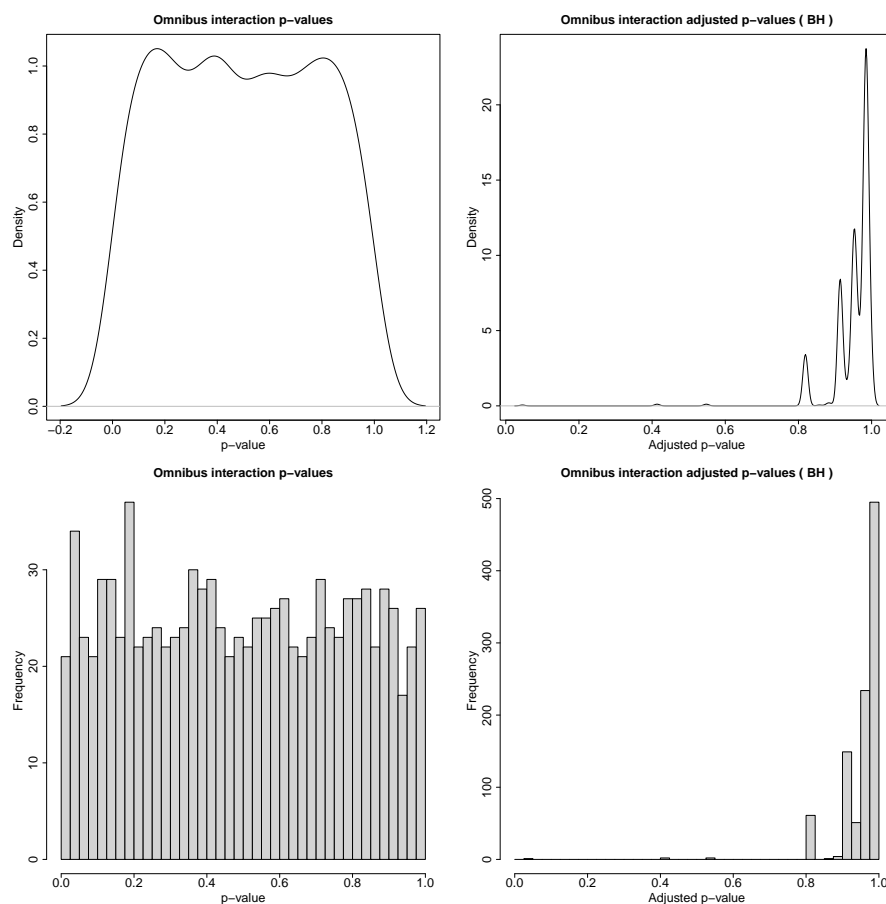 Omnibus interaction p−values
Density
0.0 0.2 0.4 0.6 0.8 1.0
−0.2 0.0 0.2 0.4 0.6 0.8 1.0 1.2
p−value
Omnibus interaction adjusted p−values ( BH )
Density
0 5 10 15 20
0.0 0.2 0.4 0.6 0.8 1.0
Adjusted p−value
Omnibus interaction p−values
Frequency
0 10 20 30
0.0 0.2 0.4 0.6 0.8 1.0
p−value
Omnibus interaction adjusted p−values ( BH )
Frequency
0 100 200 300 400 500
0.0 0.2 0.4 0.6 0.8 1.0
Adjusted p−value